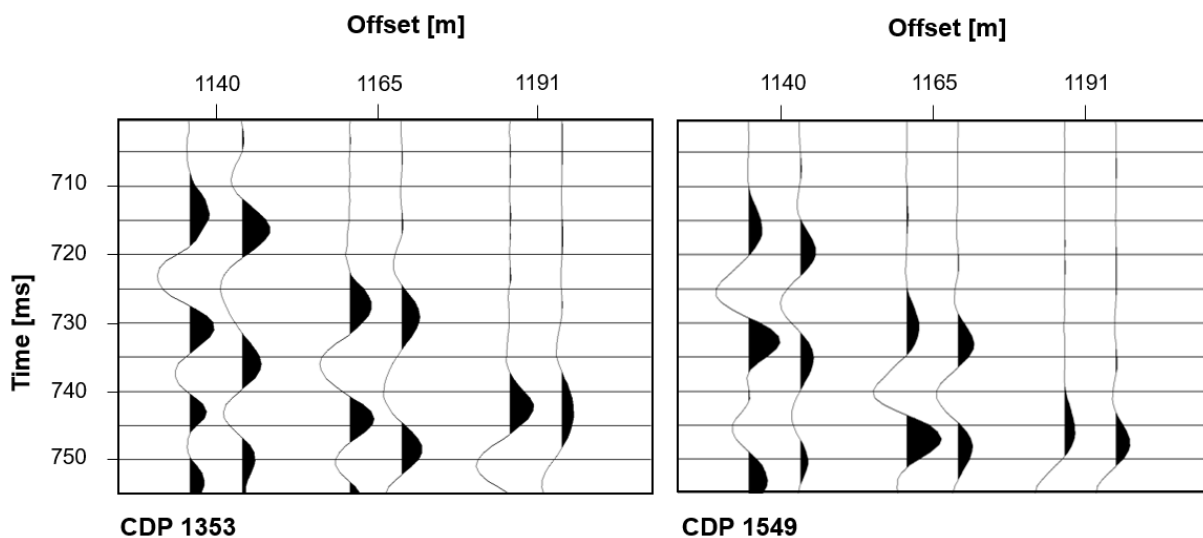 Offset [m]
Offset [m]
1140 1165 1191
1140 1165 1191
710
720
730
740
750
Time [ms]
CDP 1353
CDP 1549